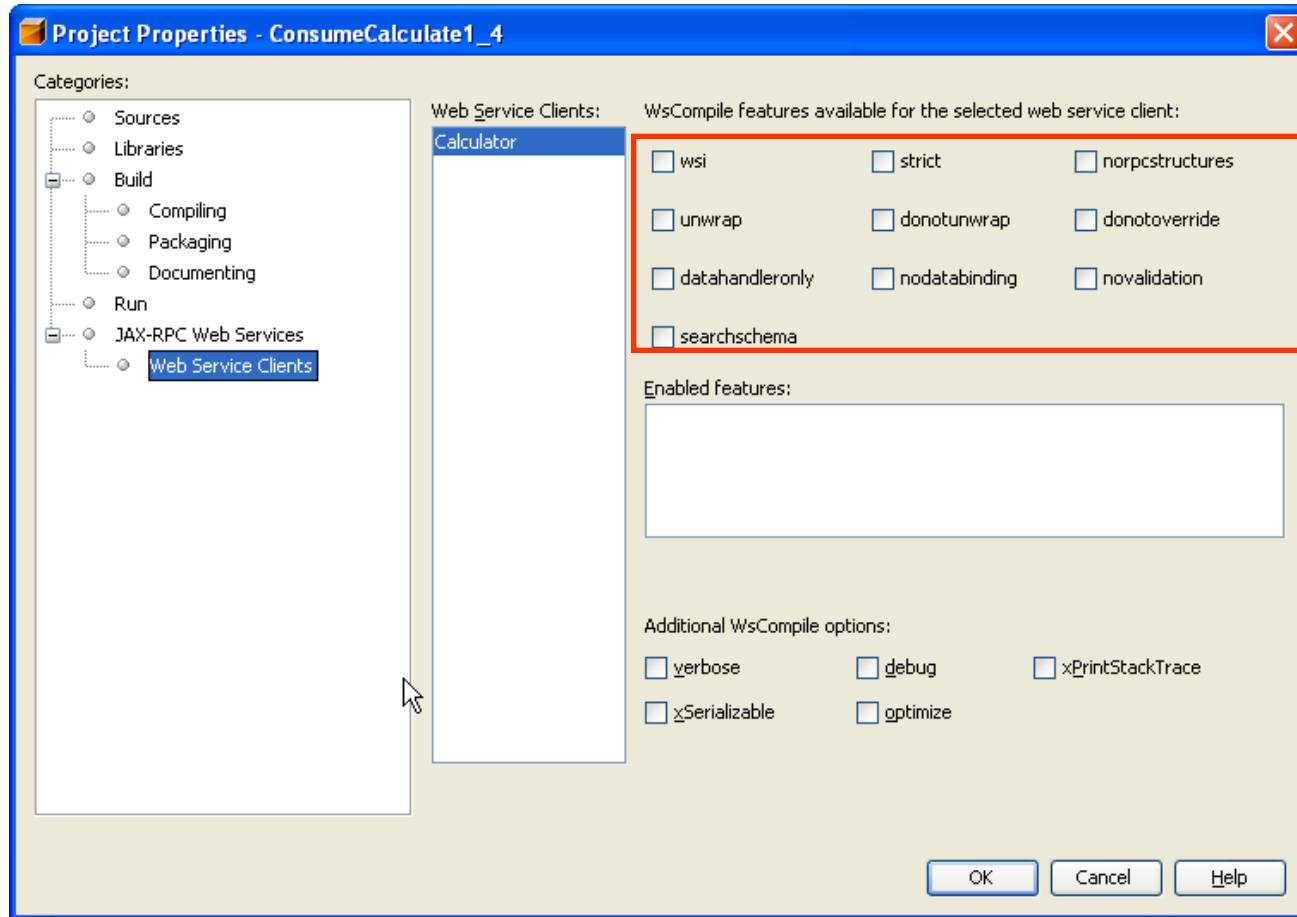 Project Properties - ConsumeCalculate1_4
Categories:
Sources
Libraries
Build
Compiling
Packaging
Documenting
Run
JAX-RPC Web Services
Web Service Clients
Web Service Clients:
Calculator
WsCompile features available for the selected web service client:
wsi strict norpcstructures
unwrap donotunwrap donotoverride
datahandleronly nodatabinding novalidation
searchschema
Enabled features:
Additional WsCompile options:
verbose debug xPrintStackTrace
xSerializable optimize
OK Cancel Help